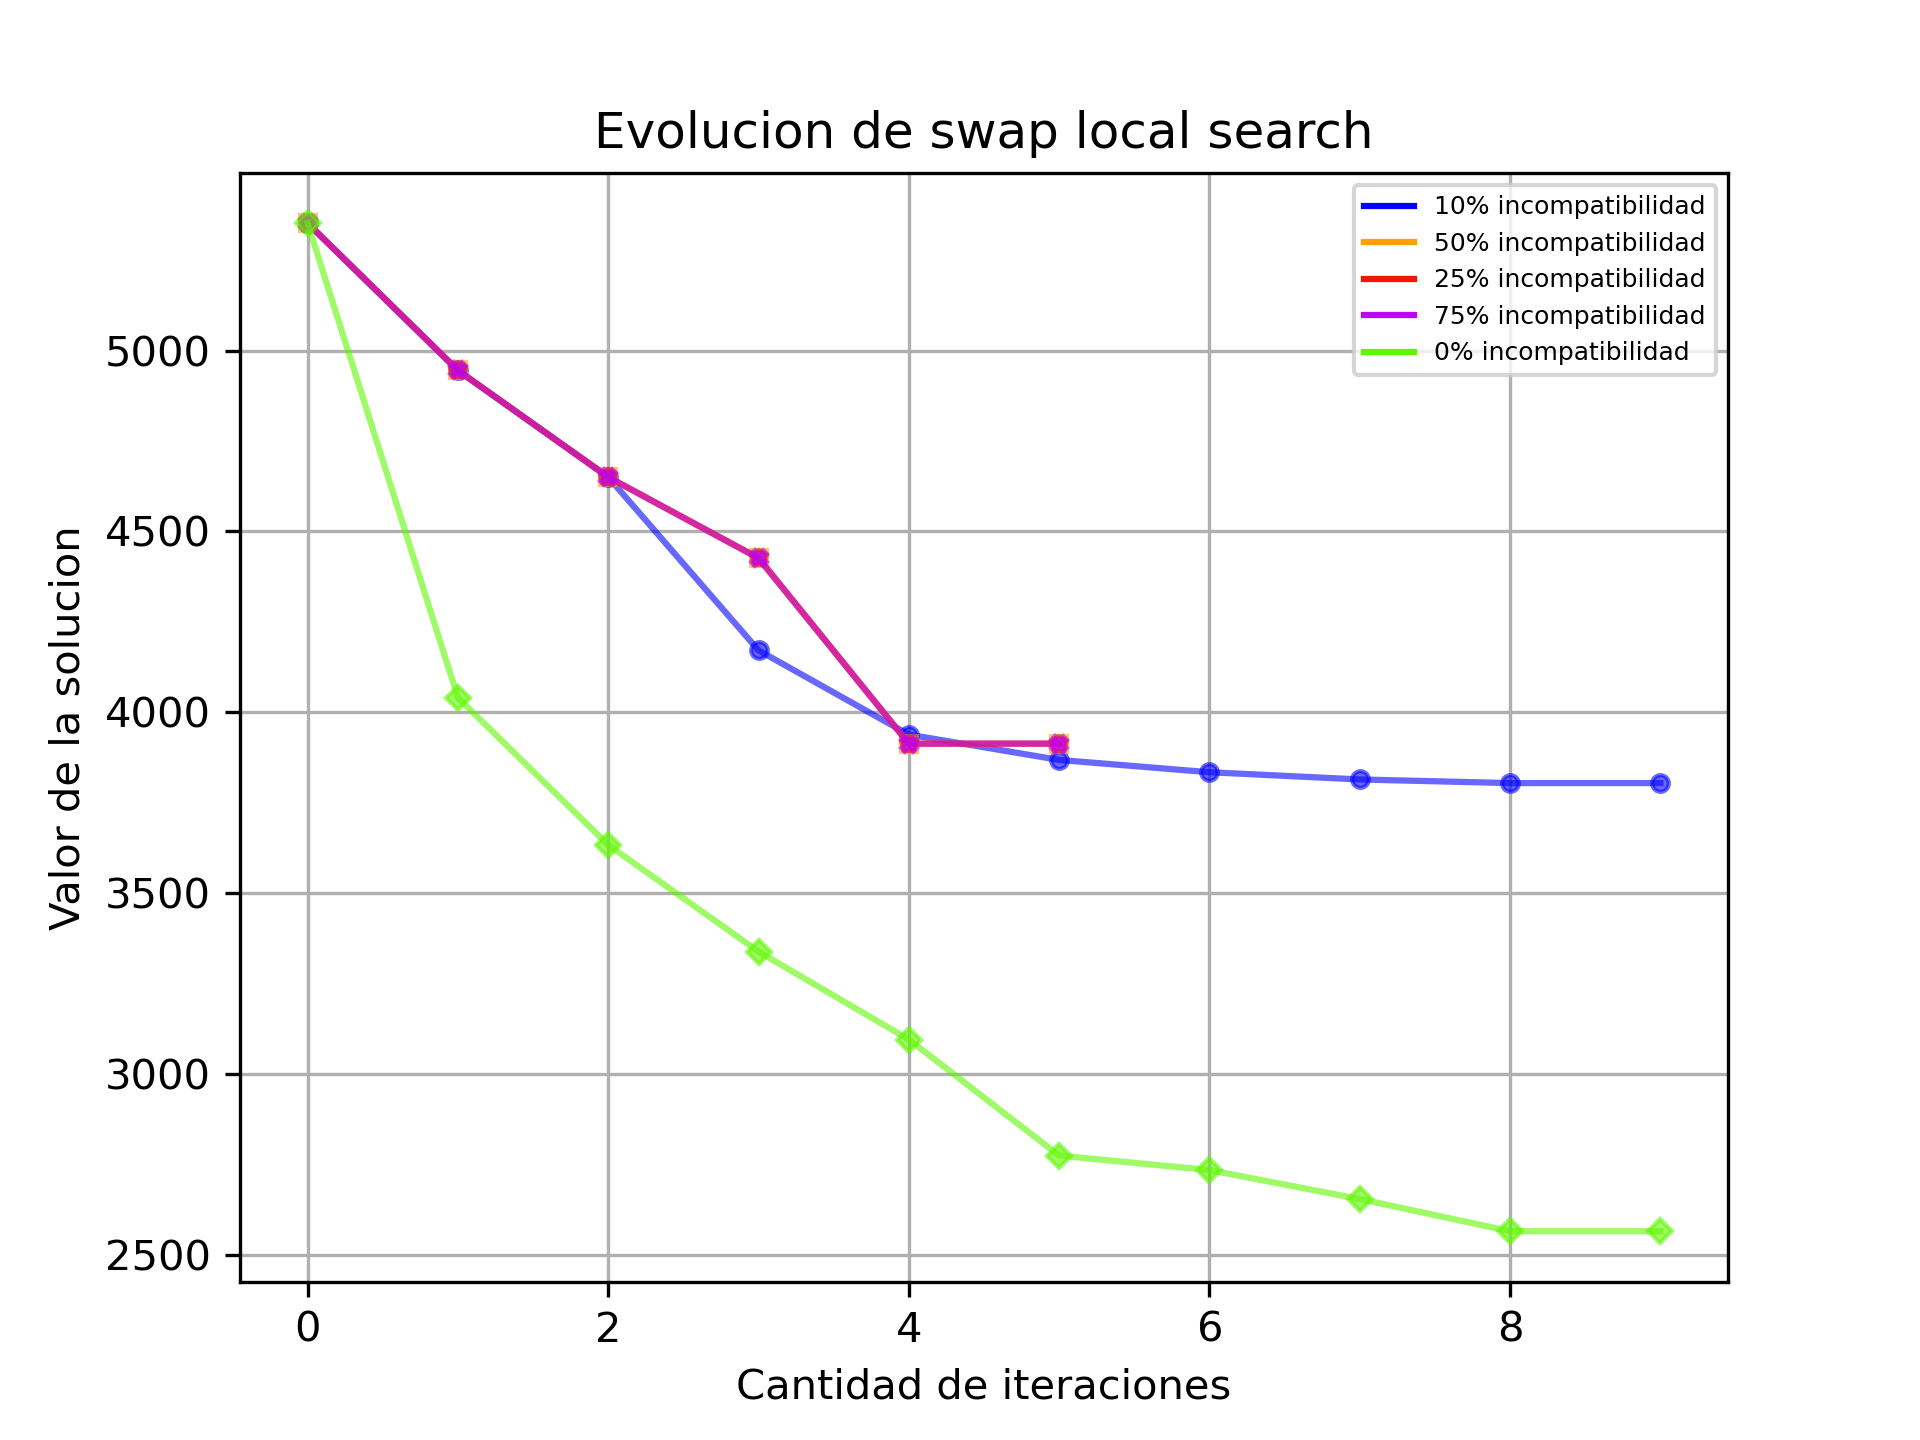 Evolucion de swap local search
10% incompatibilidad
50% incompatibilidad
25% incompatibilidad
75% incompatibilidad
0% incompatibilidad
Valor de la solucion
5000
4500
4000
3500
3000
2500
0 2 4 6 8
Cantidad de iteraciones